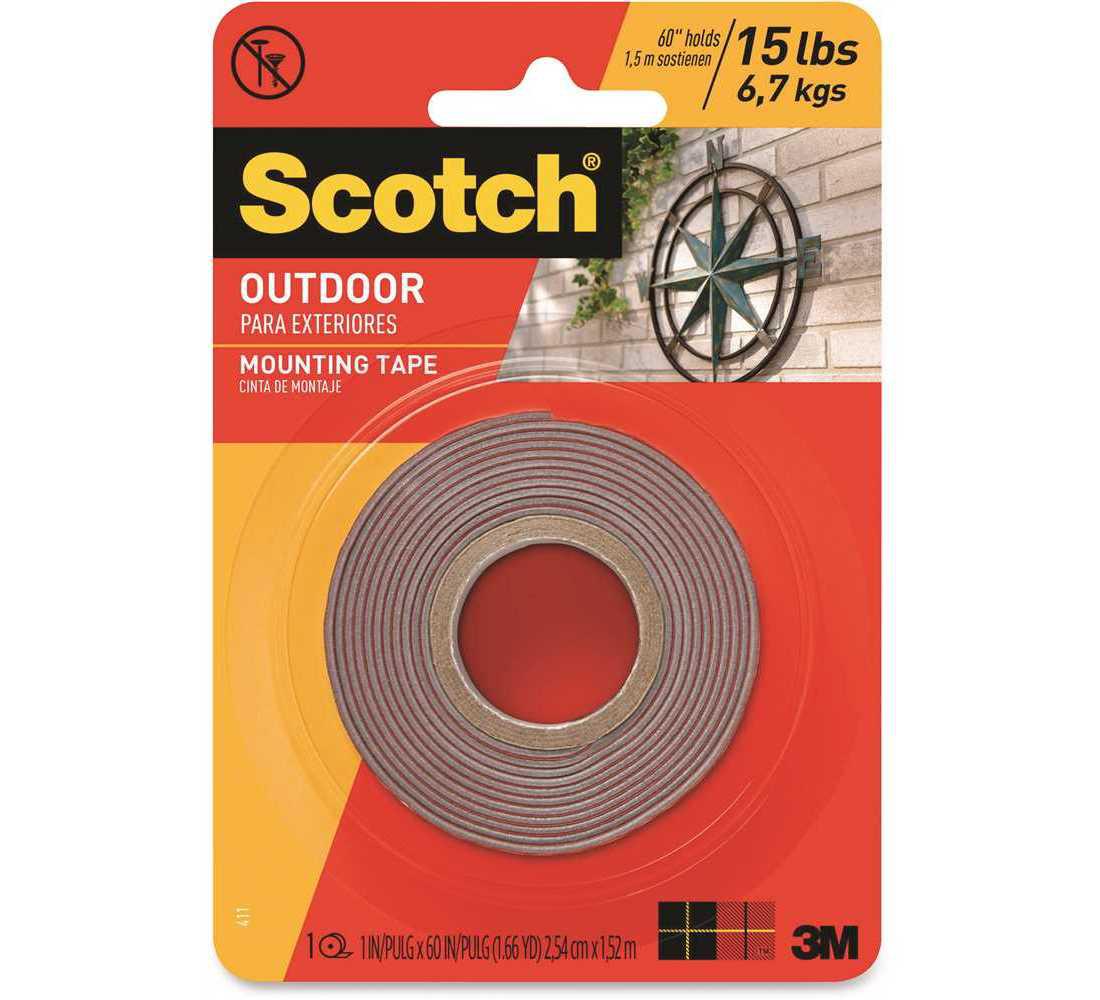 60" holds
1,5 m sostienen
15 lbs
6,7 kgs
Scotch®
OUTDOOR
PARA EXTERIORES
MOUNTING TAPE
CINTA DE MONTAJE
N
E
411
1 1 IN/PULG x 60 IN/PULG (1.66 YD) 2,54 cm x 1,52 m
TM
3M